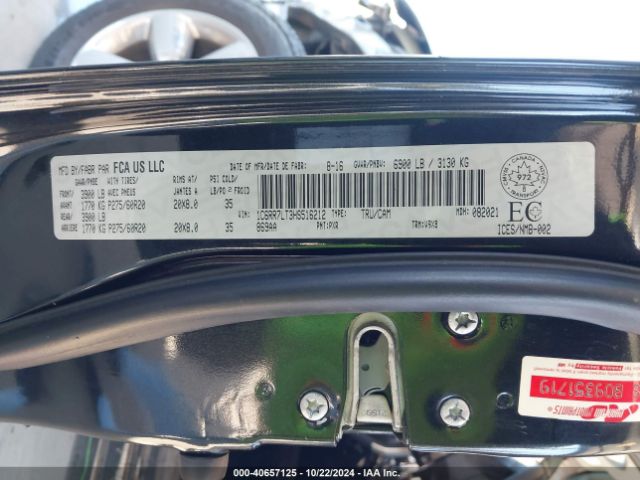 MFD BY/FABR PAR FCA US LLC
DATE OF MFR/DATE DE FABR: 8-16 GVWR/PNBV: 6900 LB / 3130 KG
GAWR/PNBE WITH TIRES/ RIMS AT/ PSI COLD/
FRONT/ 3900 LB AVEC PNEUS JANTES A LB/PO² FROID
AVANT 1770 KG P275/60R20 20X8.0 35
REAR/ 3900 LB
ARRIERE 1770 KG P275/60R20 20X8.0 35
VIN: 1C6RR7LT3HS516212 TYPE: TRU/CAM MDH: 082021
869AA PNT:PXR TRM:V9X8
972
EC
ICES/NMB-002
B09351719
000-40657125 - 10/22/2024 - IAA Inc.